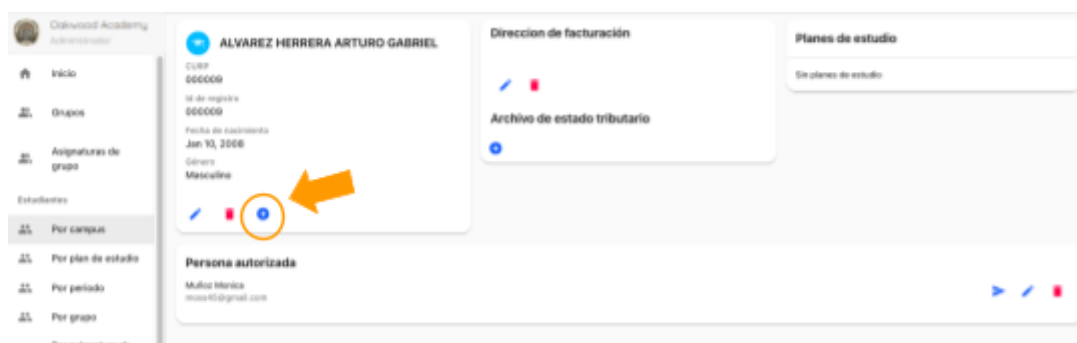 Oakwood Academy
Administrador
Inicio
Grupos
Asignaturas de
grupo
Estudiantes
Por campus
Por plan de estudio
Por periodo
Por grupo
ALVAREZ HERRERA ARTURO GABRIEL
CURP
000009
Id de registro
000009
Fecha de nacimiento
Jan 10, 2008
Género
Masculino
Direccion de facturación
Archivo de estado tributario
Planes de estudio
Sin planes de estudio
Persona autorizada
Muñoz Monica